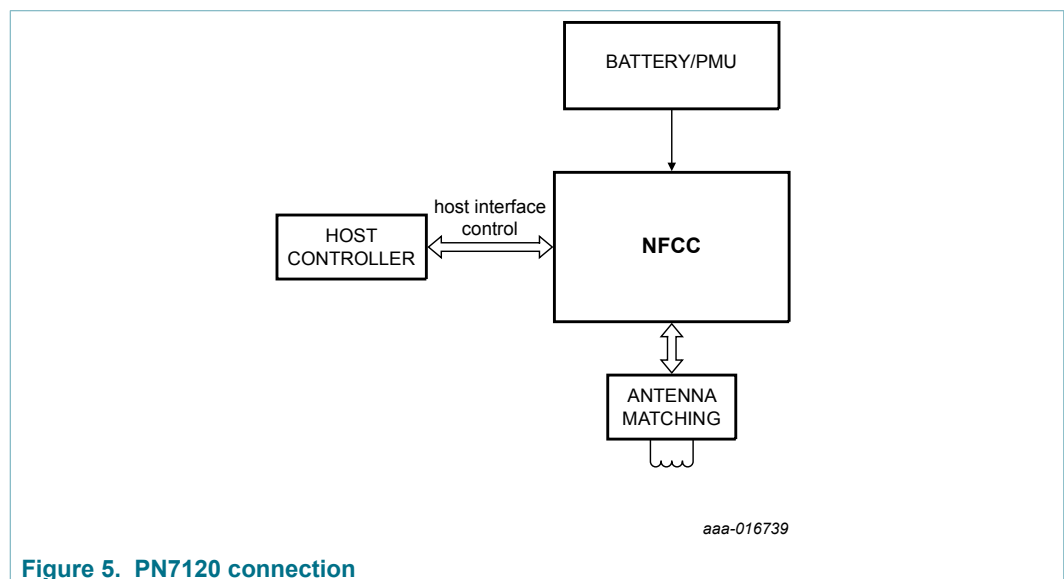 BATTERY/PMU
host interface
control
HOST
CONTROLLER
NFCC
ANTENNA
MATCHING
aaa-016739
Figure 5. PN7120 connection